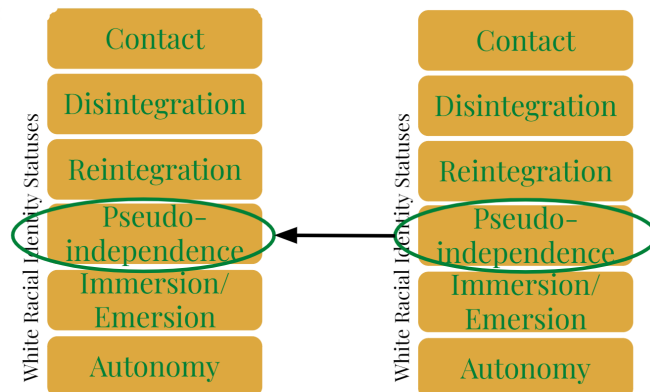 White Racial Identity Statuses
Contact
Disintegration
Reintegration
Pseudo-
independence
Immersion/
Emersion
Autonomy
White Racial Identity Statuses
Contact
Disintegration
Reintegration
Pseudo-
independence
Immersion/
Emersion
Autonomy